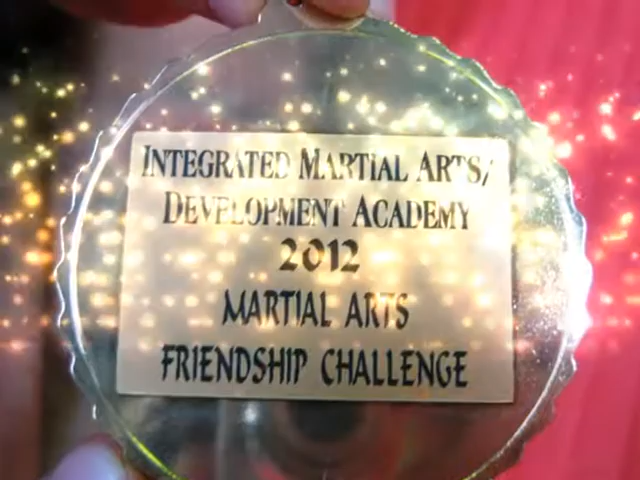 INTEGRATED MARTIAL ARTS/
DEVELOPMENT ACADEMY
2012
MARTIAL ARTS
FRIENDSHIP CHALLENGE